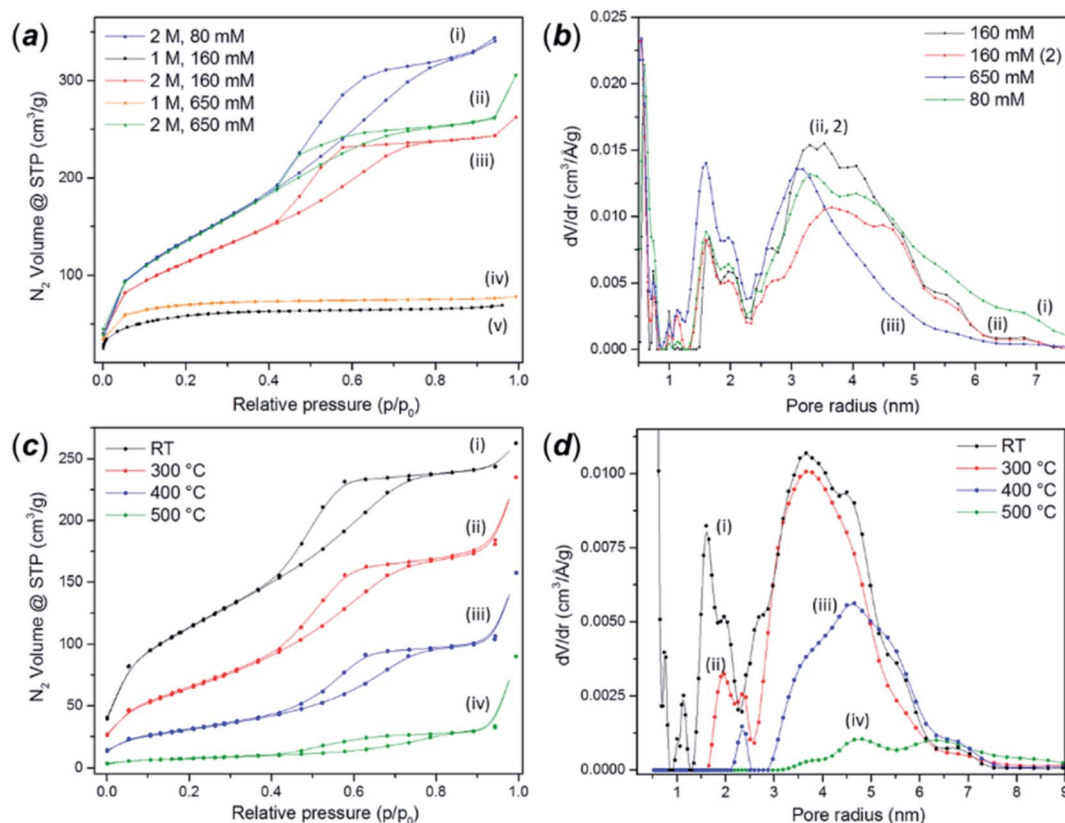 (a)
2 M, 80 mM
1 M, 160 mM
2 M, 160 mM
1 M, 650 mM
2 M, 650 mM
(i)
(ii)
(iii)
(iv)
(v)
N₂ Volume @ STP (cm³/g)
300
200
100
0.0 0.2 0.4 0.6 0.8 1.0
Relative pressure (p/p₀)
(b)
160 mM
160 mM (2)
650 mM
80 mM
(ii, 2)
(i)
(iii)
(ii)
dV/dr (cm³/Å/g)
0.025
0.020
0.015
0.010
0.005
0.000
1 2 3 4 5 6 7
Pore radius (nm)
(c)
RT
300 °C
400 °C
500 °C
(i)
(ii)
(iii)
(iv)
N₂ Volume @ STP (cm³/g)
250
200
150
100
50
0
0.0 0.2 0.4 0.6 0.8 1.0
Relative pressure (p/p₀)
(d)
RT
300 °C
400 °C
500 °C
(i)
(iii)
(ii)
(iv)
dV/dr (cm³/Å/g)
0.0100
0.0075
0.0050
0.0025
0.0000
1 2 3 4 5 6 7 8 9
Pore radius (nm)